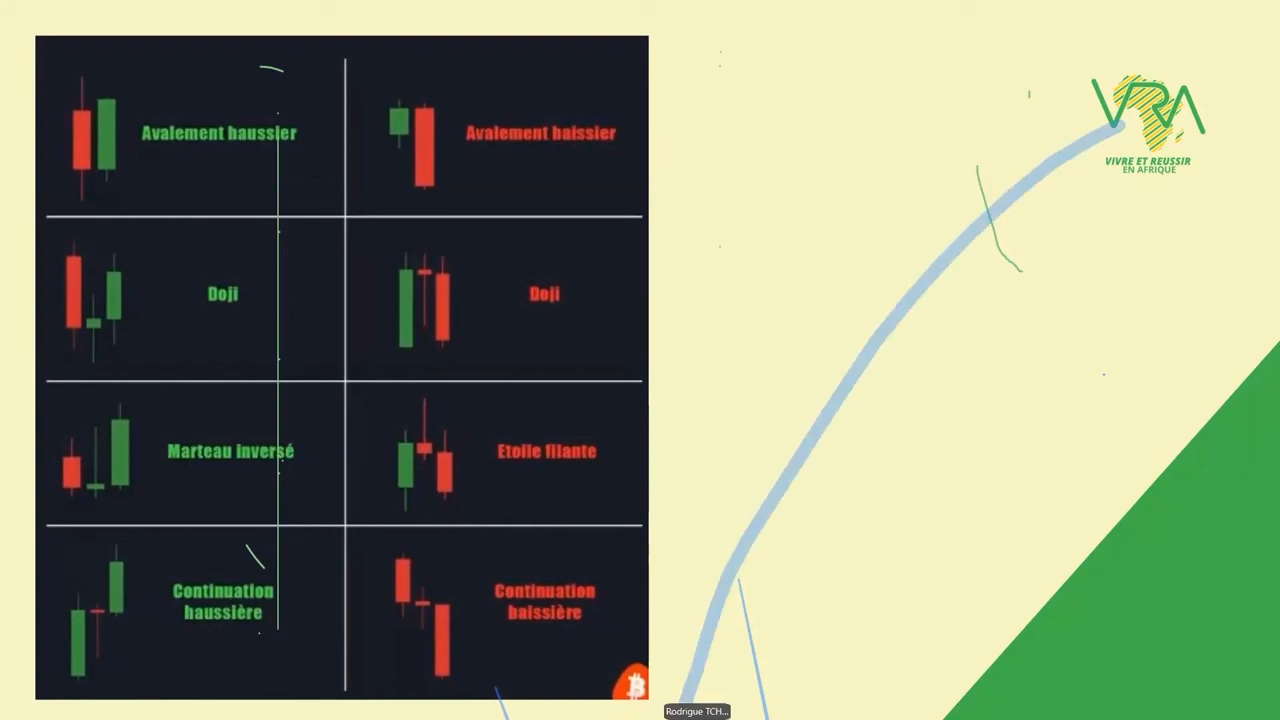 Avalement haussier
Avalement baissier
Doji
Doji
Marteau inversé
Etoile filante
Continuation
haussière
Continuation
baissière
VRA
VIVRE ET REUSSIR
EN AFRIQUE
Rodrigue TCH...